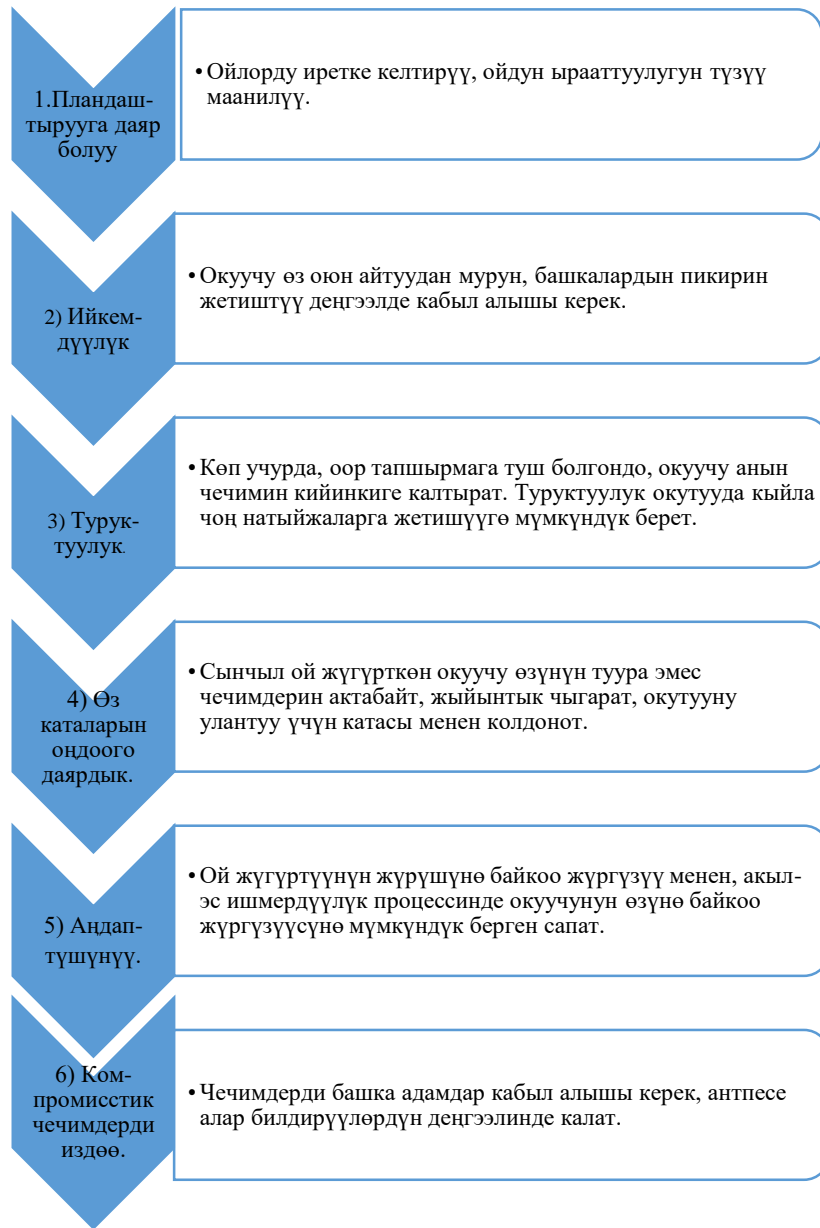 1.Пландаш-
тырууга даяр
болуу
• Ойлорду иретке келтирүү, ойдун ырааттуулугун түзүү
маанилүү.
2) Ийкем-
дүүлүк
• Окуучу өз оюн айтуудан мурун, башкалардын пикирин
жетиштүү деңгээлде кабыл алышы керек.
3) Турук-
туулук.
• Көп учурда, оор тапшырмага туш болгондо, окуучу анын
чечимин кийинкиге калтырат. Туруктуулук окутууда кыйла
чоң натыйжаларга жетишүүгө мүмкүндүк берет.
4) Өз
каталарын
оңдоого
даярдык.
• Сынчыл ой жүгүрткөн окуучу өзүнүн туура эмес
чечимдерин актабайт, жыйынтык чыгарат, окутууну
улантуу үчүн катасы менен колдонот.
5) Аңдап-
түшүнүү.
• Ой жүгүртүүнүн жүрүшүнө байкоо жүргүзүү менен, акыл-
эс ишмердүүлүк процессинде окуучунун өзүнө байкоо
жүргүзүүсүнө мүмкүндүк берген сапат.
6) Ком-
промисстик
чечимдерди
издөө.
• Чечимдерди башка адамдар кабыл алышы керек, антпесе
алар билдирүүлөрдүн деңгээлинде калат.